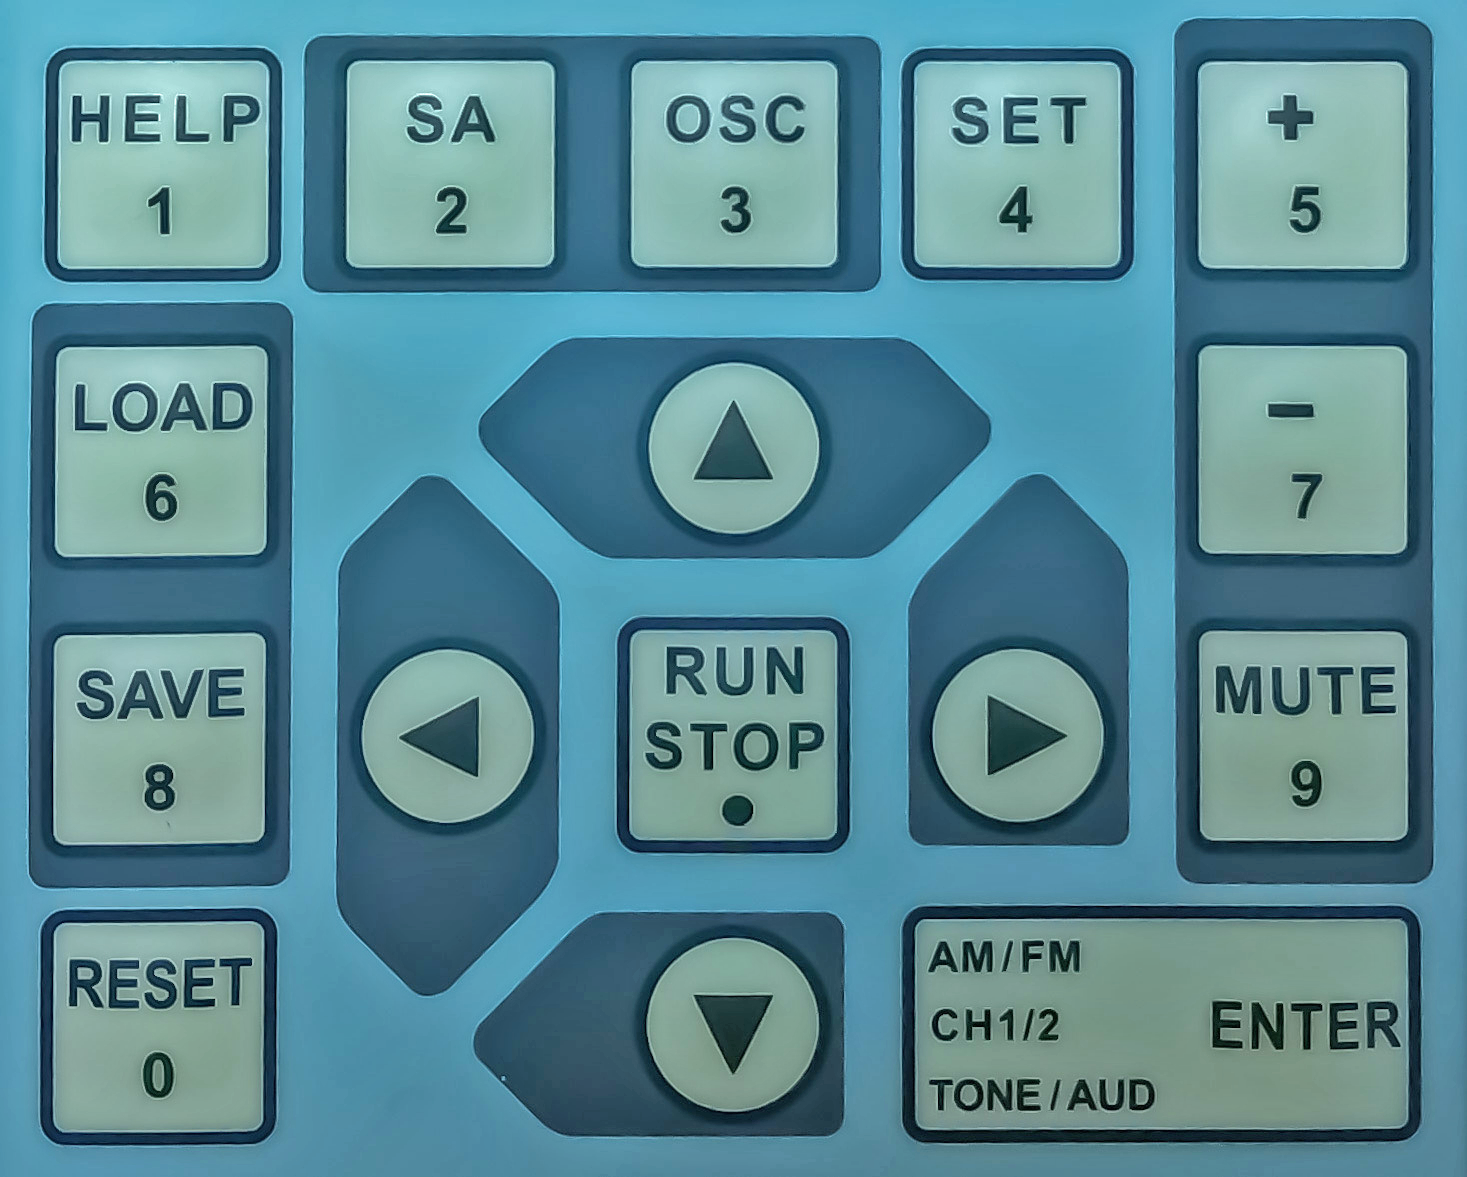 HELP
1
SA
2
OSC
3
SET
4
+
5
LOAD
6
-
7
SAVE
8
RUN
STOP
MUTE
9
RESET
0
AM/FM
CH1/2
TONE/AUD
ENTER